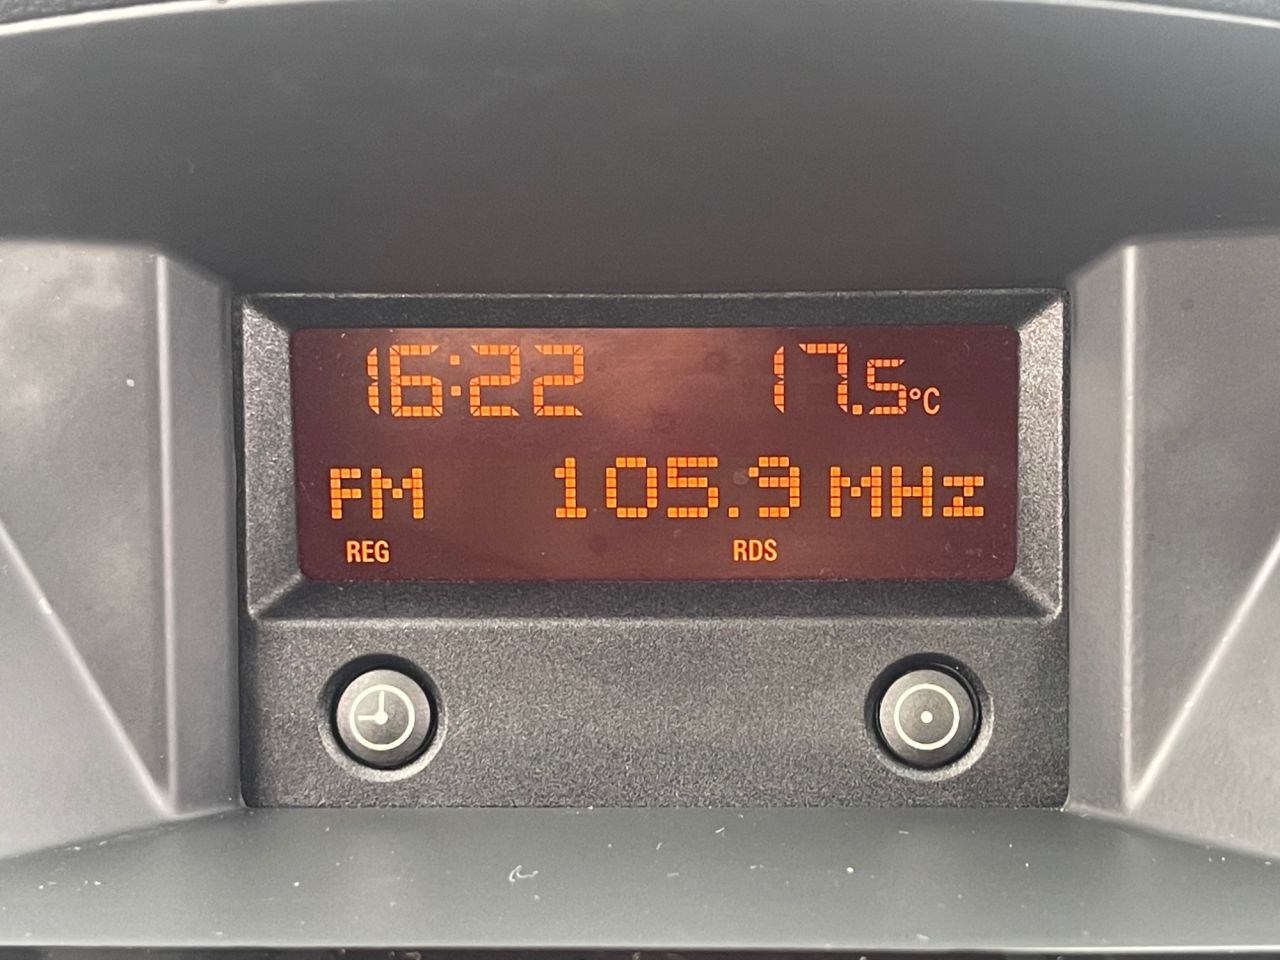 16:22 17.5°C
FM 105.9 MHz
REG RDS